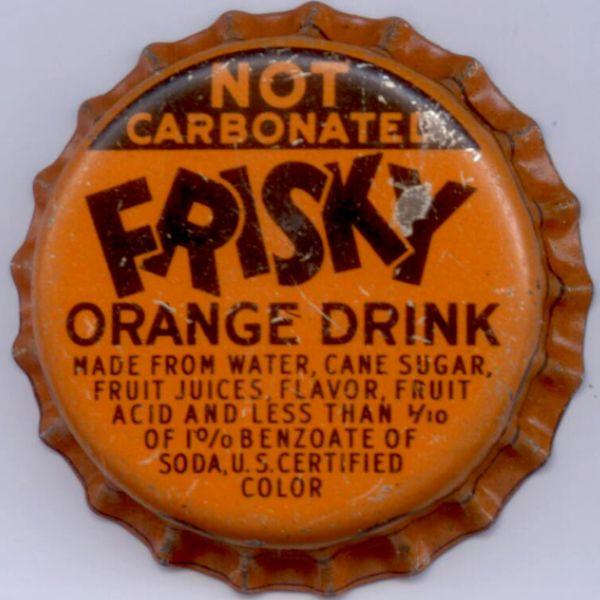 NOT
CARBONATED
FRISKY
ORANGE DRINK
MADE FROM WATER, CANE SUGAR,
FRUIT JUICES, FLAVOR, FRUIT
ACID AND LESS THAN 1/10
OF 1% BENZOATE OF
SODA, U.S. CERTIFIED
COLOR